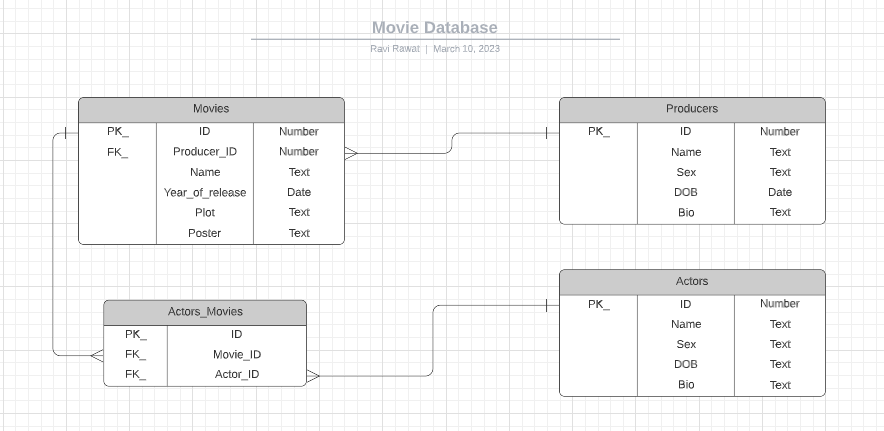 Movie Database
Ravi Rawat | March 10, 2023
Movies
PK_ ID Number
FK_ Producer_ID Number
Name Text
Year_of_release Date
Plot Text
Poster Text
Producers
PK_ ID Number
Name Text
Sex Text
DOB Date
Bio Text
Actors_Movies
PK_ ID
FK_ Movie_ID
FK_ Actor_ID
Actors
PK_ ID Number
Name Text
Sex Text
DOB Text
Bio Text